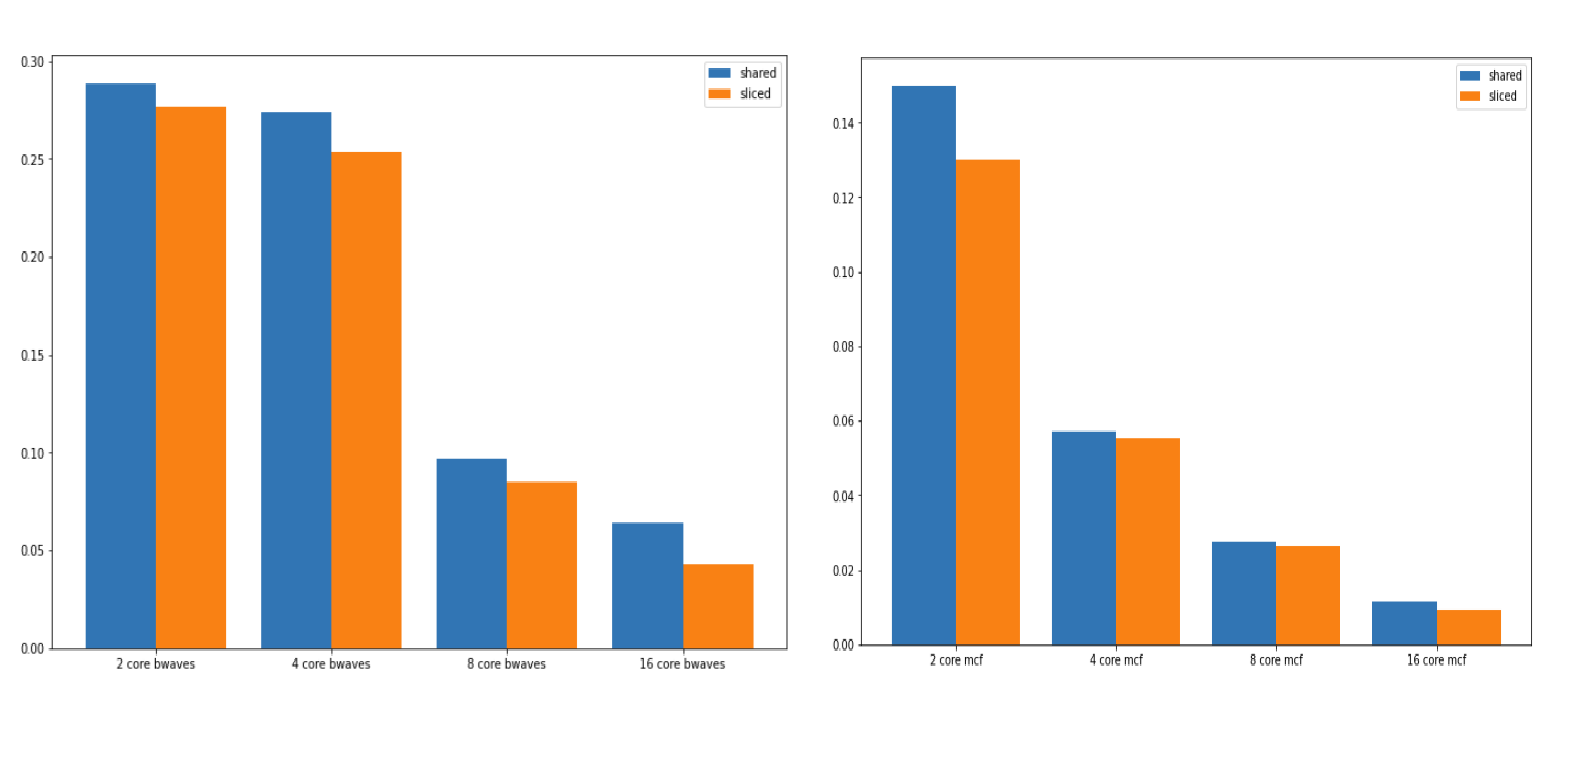 0.30
0.25
0.20
0.15
0.10
0.05
0.00
shared
sliced
2 core bwaves
4 core bwaves
8 core bwaves
16 core bwaves
0.14
0.12
0.10
0.08
0.06
0.04
0.02
0.00
shared
sliced
2 core mcf
4 core mcf
8 core mcf
16 core mcf